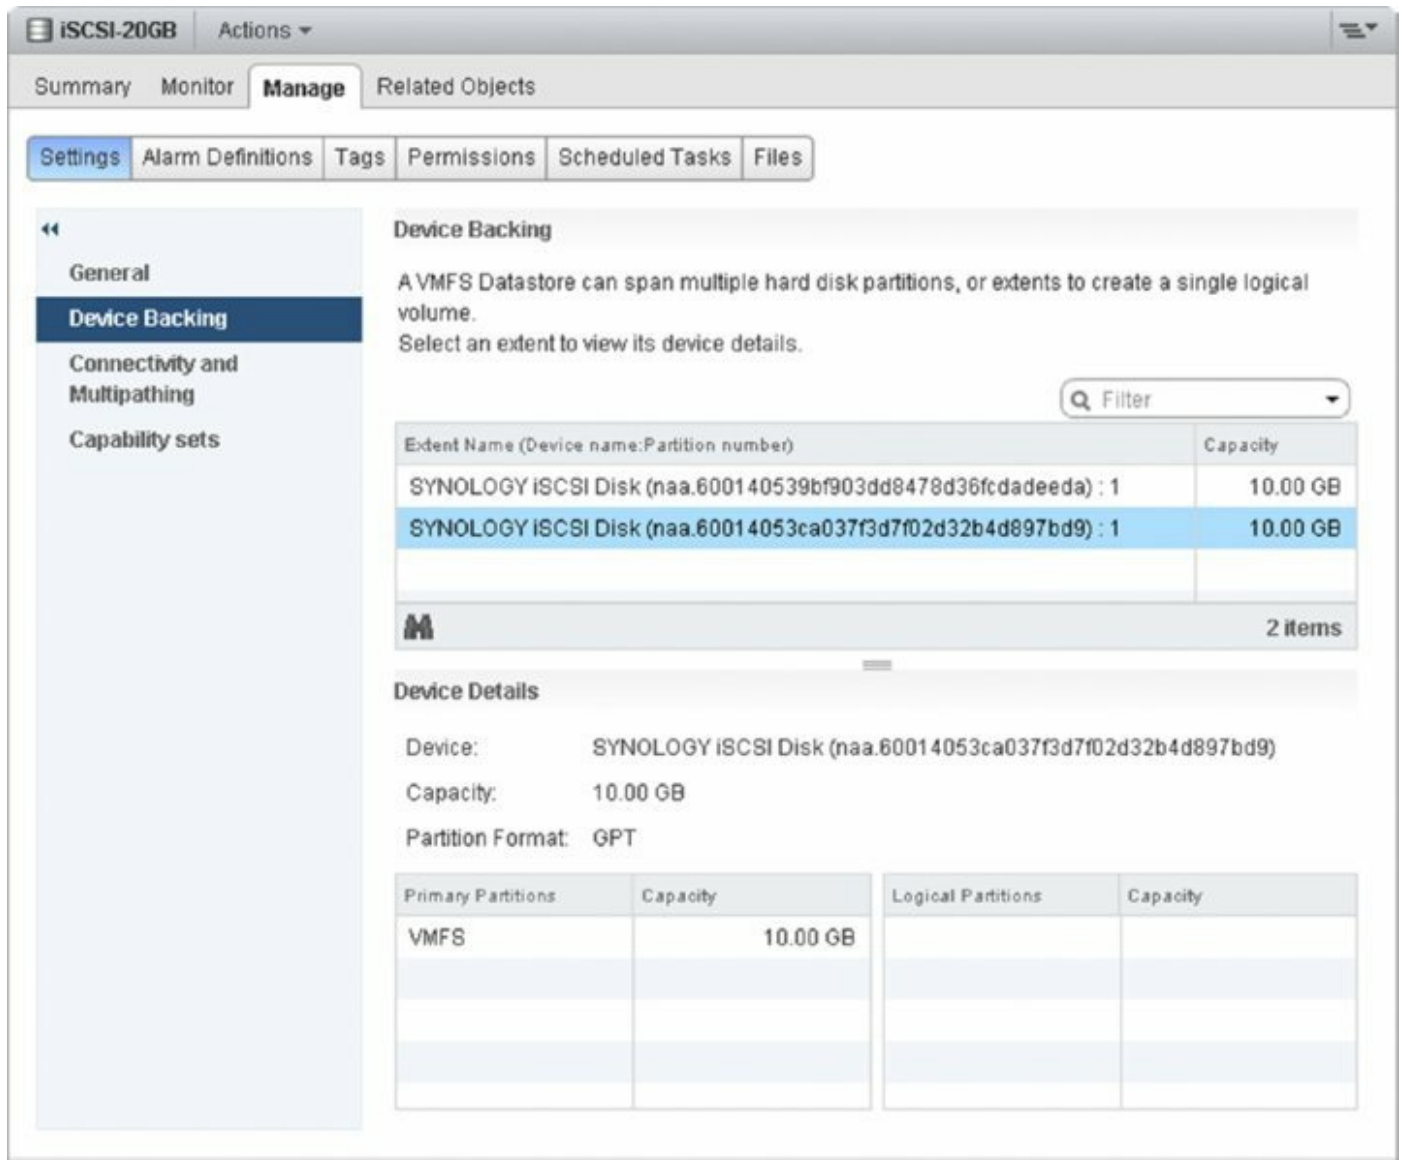 iSCSI-20GB Actions
Summary Monitor Manage Related Objects
Settings Alarm Definitions Tags Permissions Scheduled Tasks Files
General
Device Backing
Connectivity and
Multipathing
Capability sets
Device Backing
A VMFS Datastore can span multiple hard disk partitions, or extents to create a single logical
volume.
Select an extent to view its device details.
Filter
Extent Name (Device name:Partition number) Capacity
SYNOLOGY iSCSI Disk (naa.600140539bf903dd8478d36fcdadeeda) : 1 10.00 GB
SYNOLOGY iSCSI Disk (naa.60014053ca037f3d7f02d32b4d897bd9) : 1 10.00 GB
2 items
Device Details
Device: SYNOLOGY iSCSI Disk (naa.60014053ca037f3d7f02d32b4d897bd9)
Capacity: 10.00 GB
Partition Format: GPT
Primary Partitions Capacity Logical Partitions Capacity
VMFS 10.00 GB